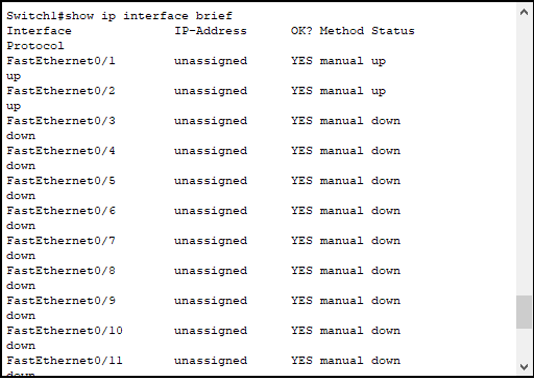 Switch1#show ip interface brief
Interface IP-Address OK? Method Status
Protocol
FastEthernet0/1 unassigned YES manual up
up
FastEthernet0/2 unassigned YES manual up
up
FastEthernet0/3 unassigned YES manual down
down
FastEthernet0/4 unassigned YES manual down
down
FastEthernet0/5 unassigned YES manual down
down
FastEthernet0/6 unassigned YES manual down
down
FastEthernet0/7 unassigned YES manual down
down
FastEthernet0/8 unassigned YES manual down
down
FastEthernet0/9 unassigned YES manual down
down
FastEthernet0/10 unassigned YES manual down
down
FastEthernet0/11 unassigned YES manual down
down